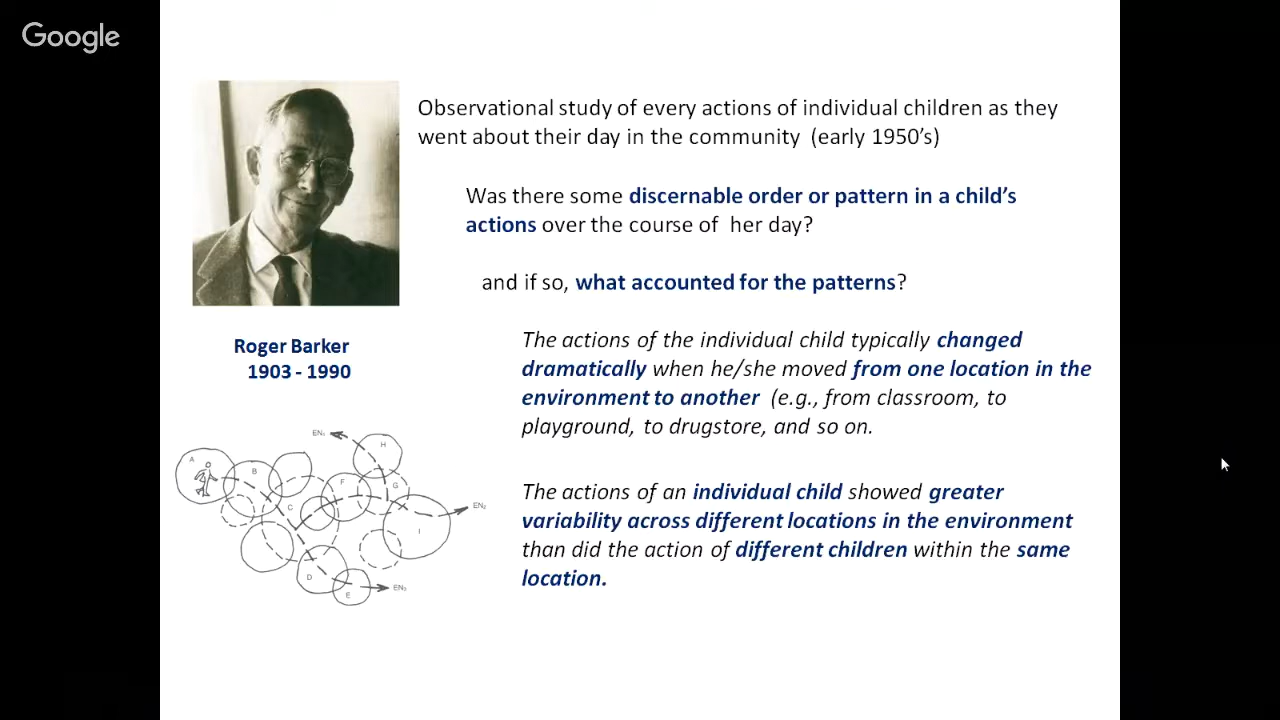 Google
Observational study of every actions of individual children as they
went about their day in the community (early 1950's)
Was there some discernable order or pattern in a child's
actions over the course of her day?
and if so, what accounted for the patterns?
Roger Barker
1903 - 1990
The actions of the individual child typically changed
dramatically when he/she moved from one location in the
environment to another (e.g., from classroom, to
playground, to drugstore, and so on.
The actions of an individual child showed greater
variability across different locations in the environment
than did the action of different children within the same
location.
EN₁
H
A
B
F
G
C
EN₂
I
D
E
EN₃